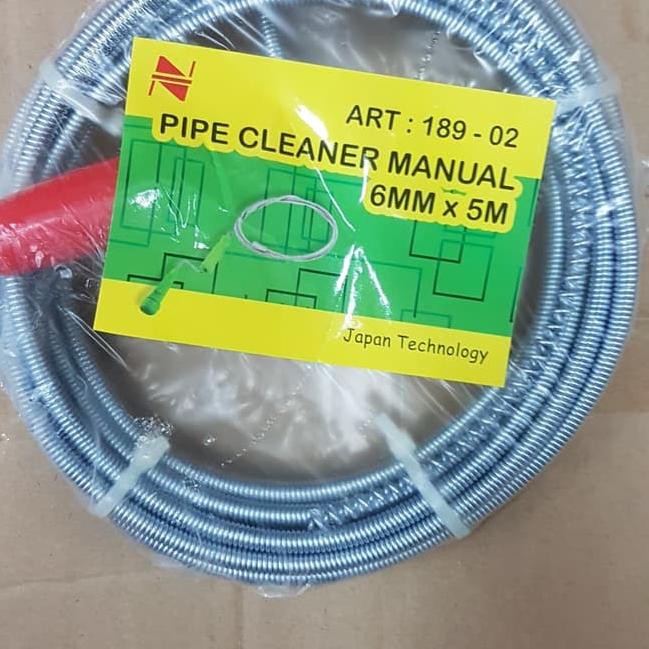 ART : 189 - 02
PIPE CLEANER MANUAL
6MM x 5M
Japan Technology